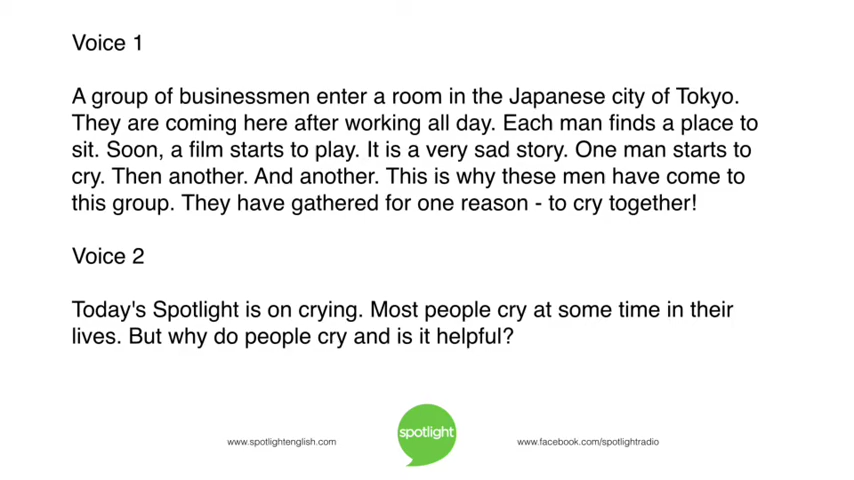 Voice 1
A group of businessmen enter a room in the Japanese city of Tokyo.
They are coming here after working all day. Each man finds a place to
sit. Soon, a film starts to play. It is a very sad story. One man starts to
cry. Then another. And another. This is why these men have come to
this group. They have gathered for one reason - to cry together!
Voice 2
Today's Spotlight is on crying. Most people cry at some time in their
lives. But why do people cry and is it helpful?
spotlight
www.spotlightenglish.com
www.facebook.com/spotlightradio